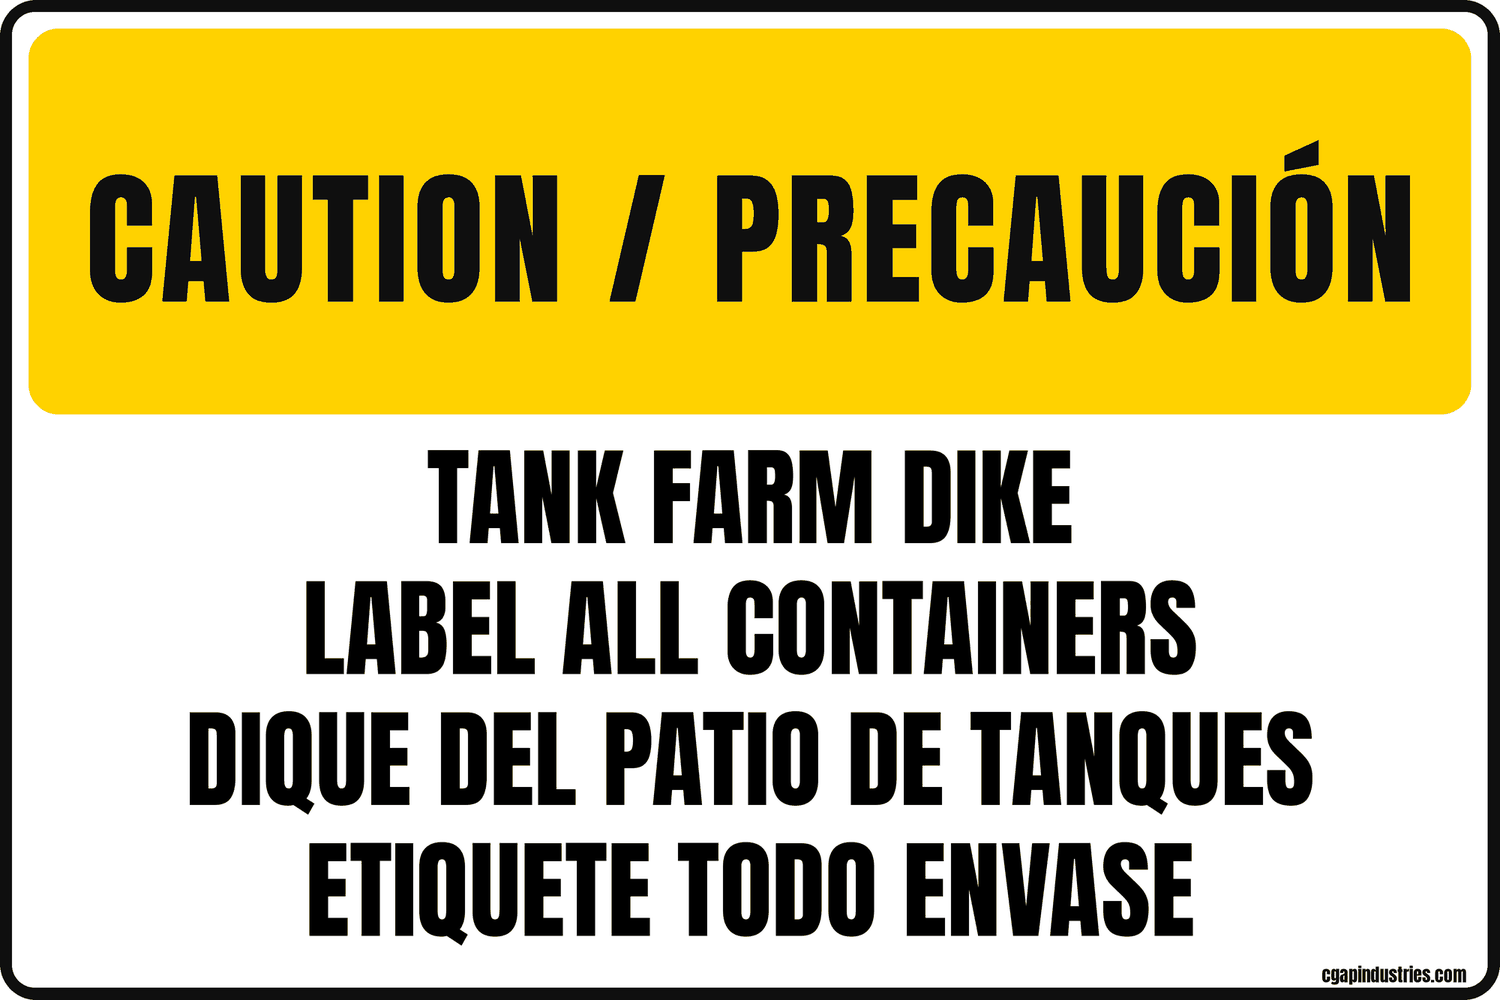 CAUTION / PRECAUCIÓN
TANK FARM DIKE
LABEL ALL CONTAINERS
DIQUE DEL PATIO DE TANQUES
ETIQUETE TODO ENVASE
cgapindustries.com